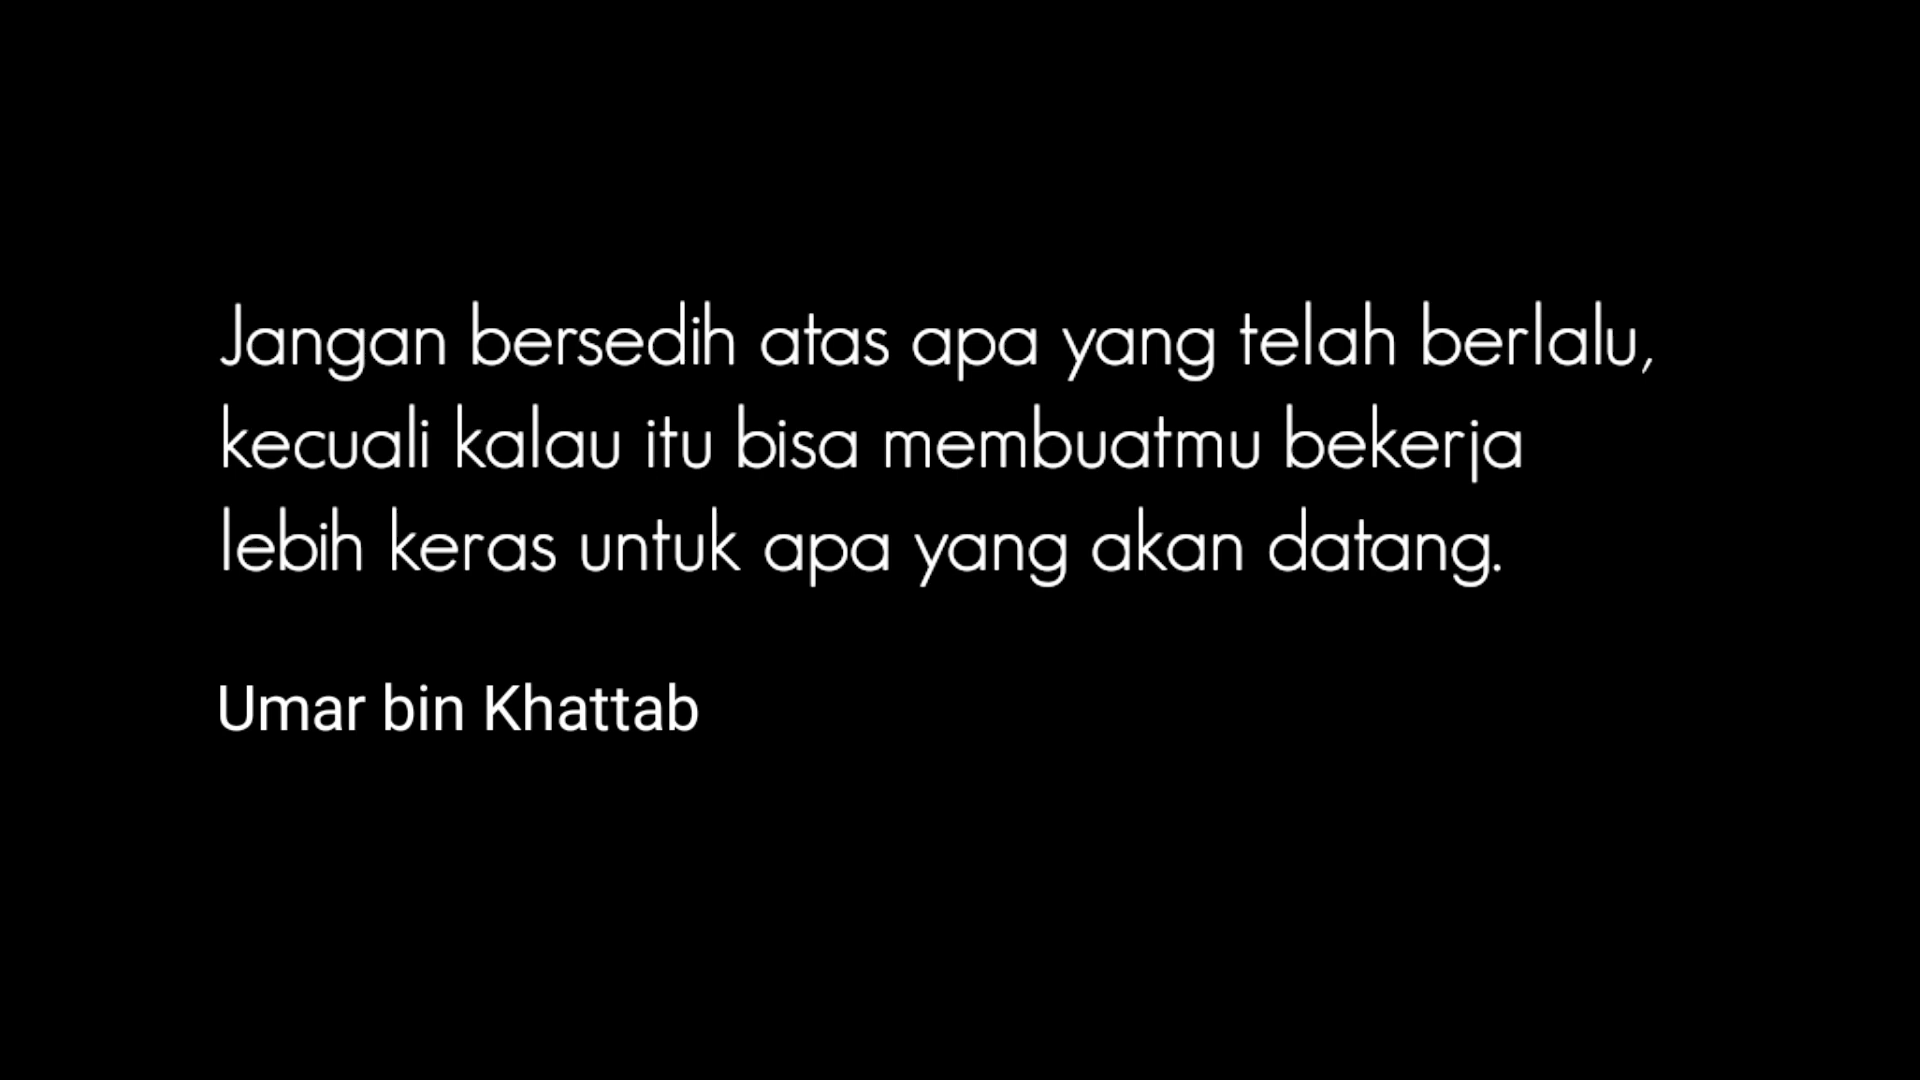 Jangan bersedih atas apa yang telah berlalu,
kecuali kalau itu bisa membuatmu bekerja
lebih keras untuk apa yang akan datang.
Umar bin Khattab